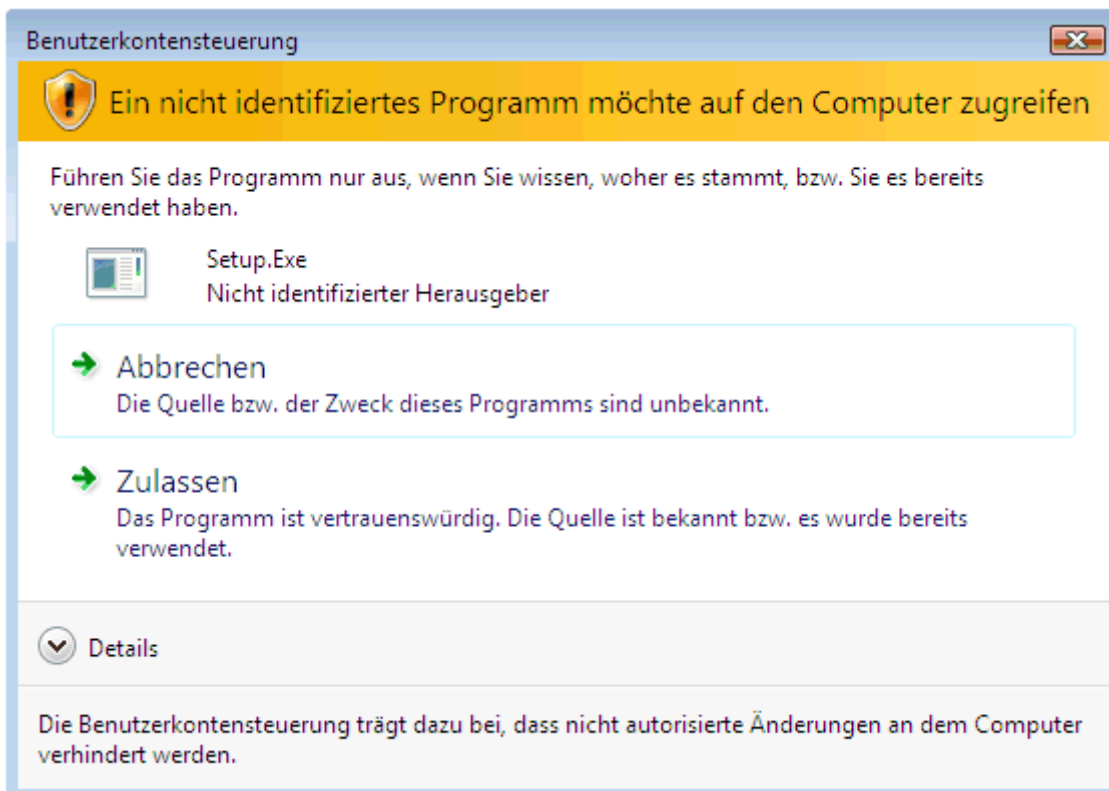 Benutzerkontensteuerung
Ein nicht identifiziertes Programm möchte auf den Computer zugreifen
Führen Sie das Programm nur aus, wenn Sie wissen, woher es stammt, bzw. Sie es bereits
verwendet haben.
Setup.Exe
Nicht identifizierter Herausgeber
Abbrechen
Die Quelle bzw. der Zweck dieses Programms sind unbekannt.
Zulassen
Das Programm ist vertrauenswürdig. Die Quelle ist bekannt bzw. es wurde bereits
verwendet.
Details
Die Benutzerkontensteuerung trägt dazu bei, dass nicht autorisierte Änderungen an dem Computer
verhindert werden.